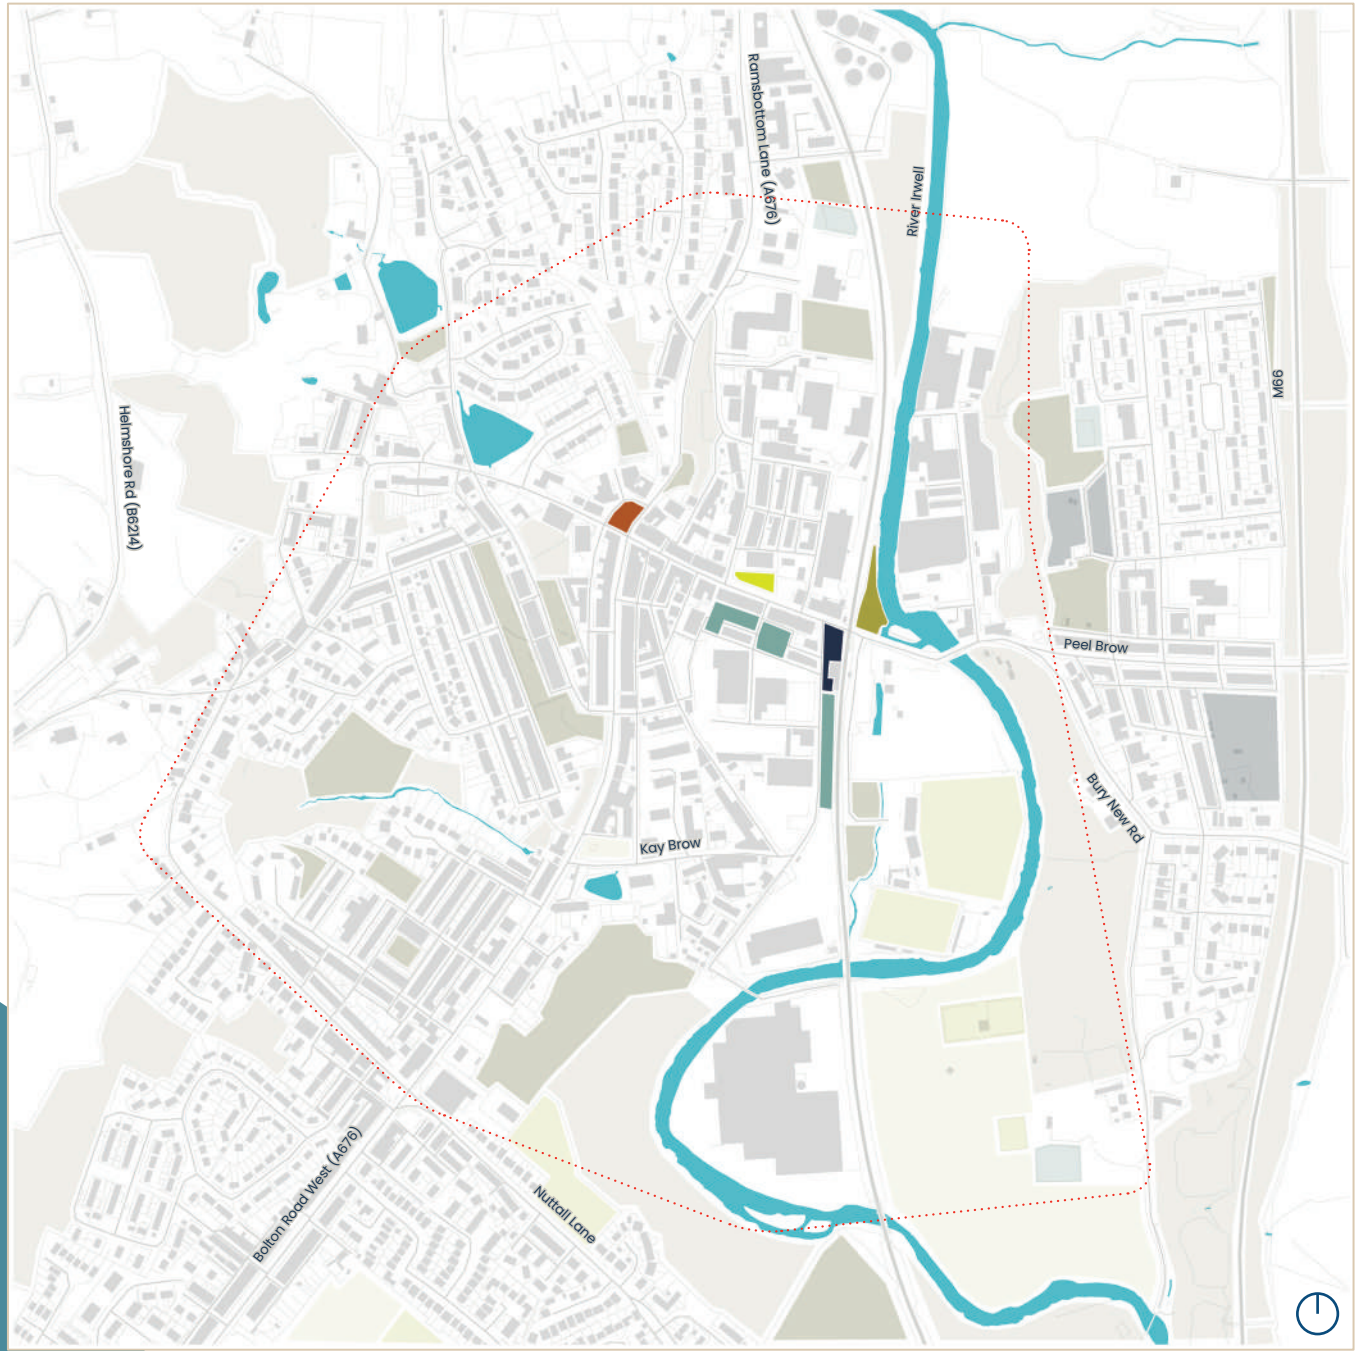 Ramsbottom Lane (A676)
River Irwell
M66
Helmshore Rd (B6214)
Peel Brow
Bury New Rd
Kay Brow
Bolton Road West (A676)
Nuttall Lane